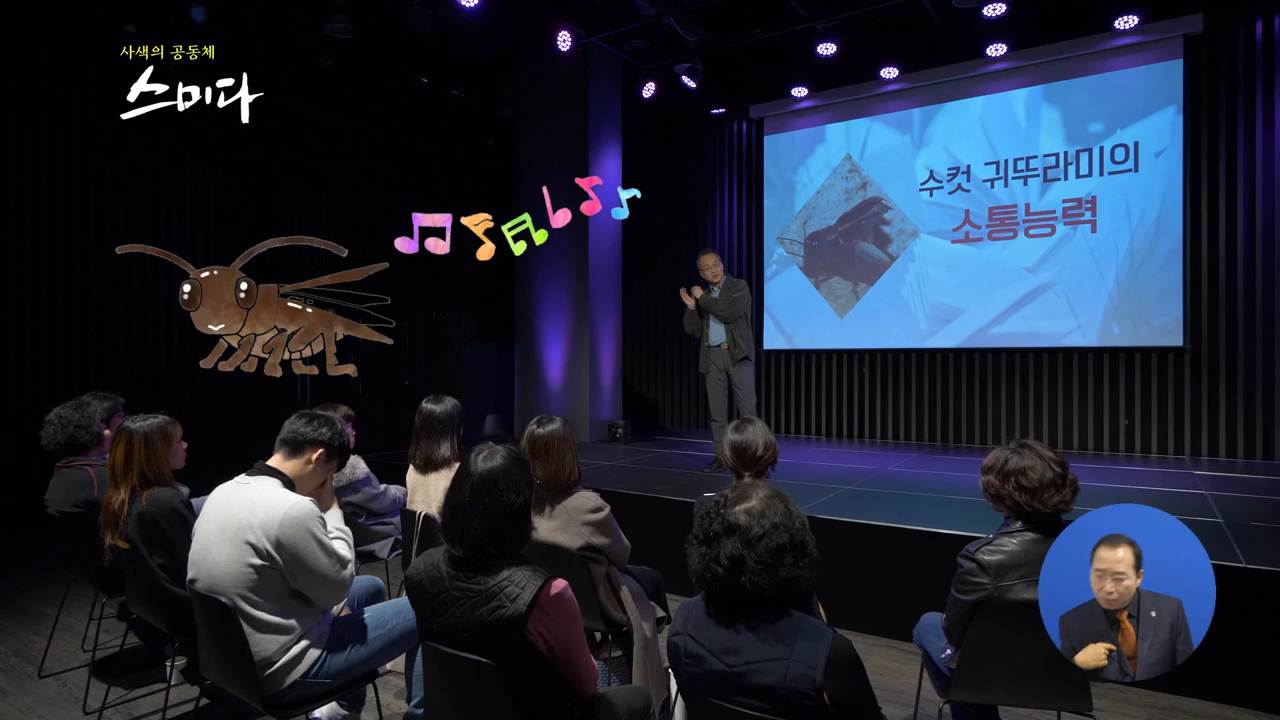 사색의 공동체
스미다
수컷 귀뚜라미의
소통능력